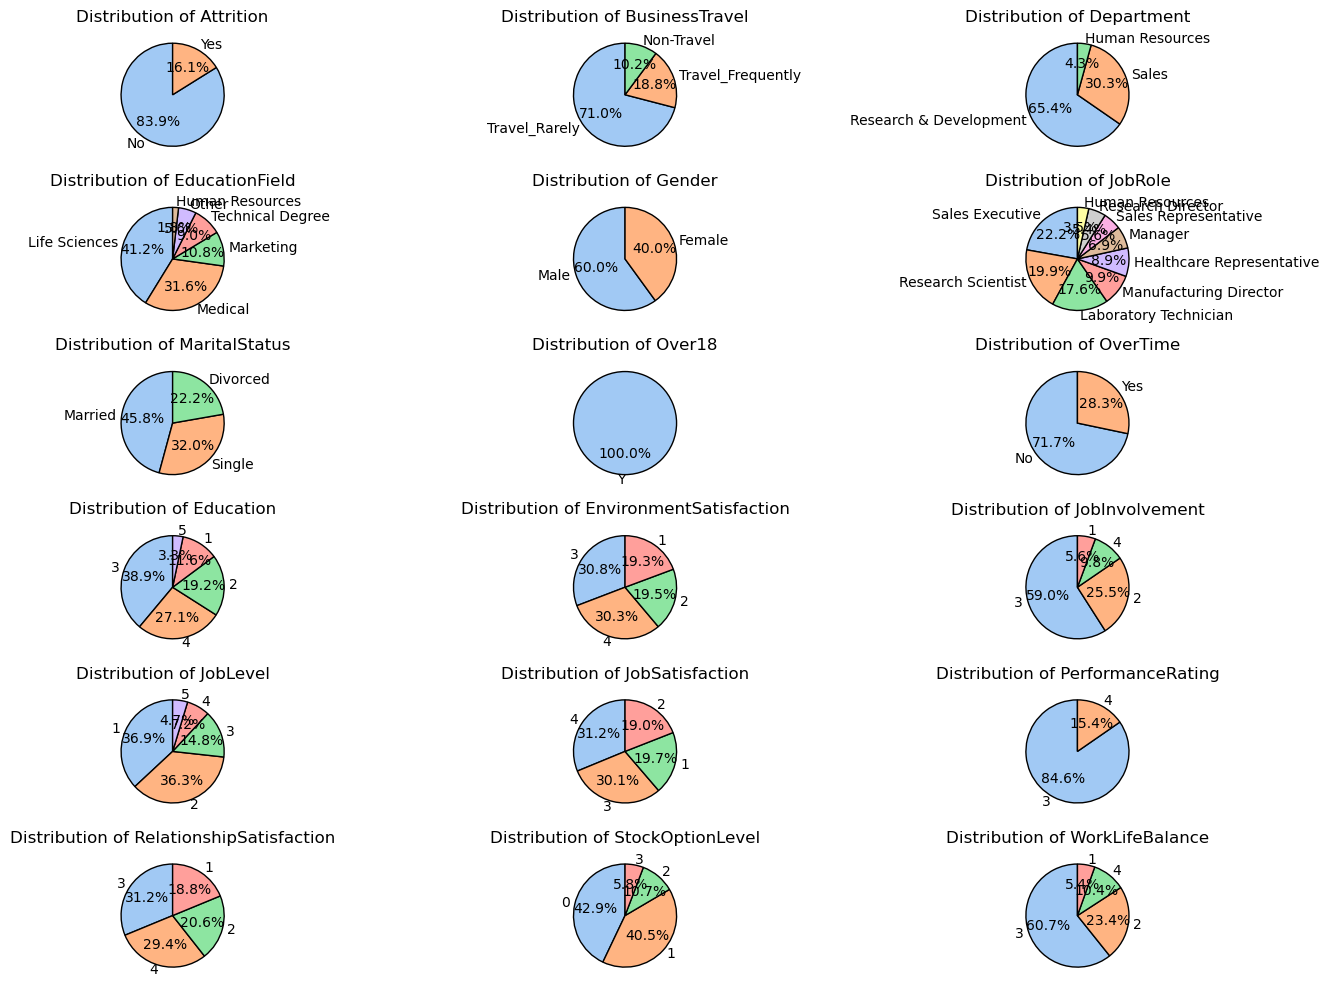 Distribution of Attrition
Yes
16.1%
83.9%
No
Distribution of BusinessTravel
Non-Travel
10.2%
Travel_Frequently
18.8%
71.0%
Travel_Rarely
Distribution of Department
Human Resources
4.3%
Sales
30.3%
65.4%
Research & Development
Distribution of EducationField
Human Resources
Other
Technical Degree
9.0%
Life Sciences
41.2%
Marketing
10.8%
31.6%
Medical
Distribution of Gender
Female
40.0%
60.0%
Male
Distribution of JobRole
Human Resources
Research Director
Sales Executive
Sales Representative
22.2%
Manager
6.9%
8.9%
Healthcare Representative
19.9%
9.9%
Research Scientist
17.6%
Manufacturing Director
Laboratory Technician
Distribution of MaritalStatus
Divorced
22.2%
Married
45.8%
32.0%
Single
Distribution of Over18
100.0%
Y
Distribution of OverTime
Yes
28.3%
71.7%
No
Distribution of Education
5
1
3.3%
11.6%
3
38.9%
19.2%
2
27.1%
4
Distribution of EnvironmentSatisfaction
1
19.3%
3
30.8%
19.5%
2
30.3%
4
Distribution of JobInvolvement
1
4
5.6%
9.8%
59.0%
3
25.5%
2
Distribution of JobLevel
5
4
4.7%
7.2%
1
36.9%
3
14.8%
36.3%
2
Distribution of JobSatisfaction
2
19.0%
4
31.2%
19.7%
1
30.1%
3
Distribution of PerformanceRating
4
15.4%
84.6%
3
Distribution of RelationshipSatisfaction
1
18.8%
3
31.2%
20.6%
2
29.4%
4
Distribution of StockOptionLevel
3
2
5.8%
10.7%
0
42.9%
40.5%
1
Distribution of WorkLifeBalance
1
4
5.4%
10.4%
60.7%
3
23.4%
2